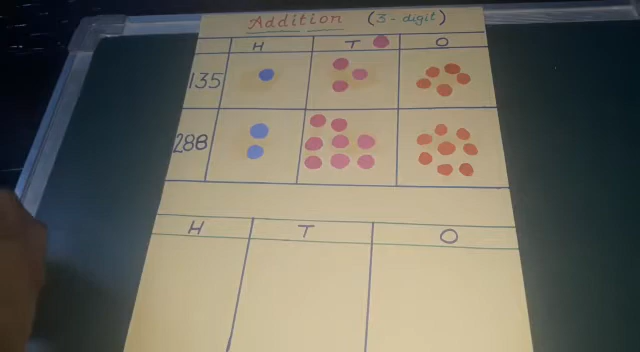 Addition (3-digit)
H T O
135
288
H T O